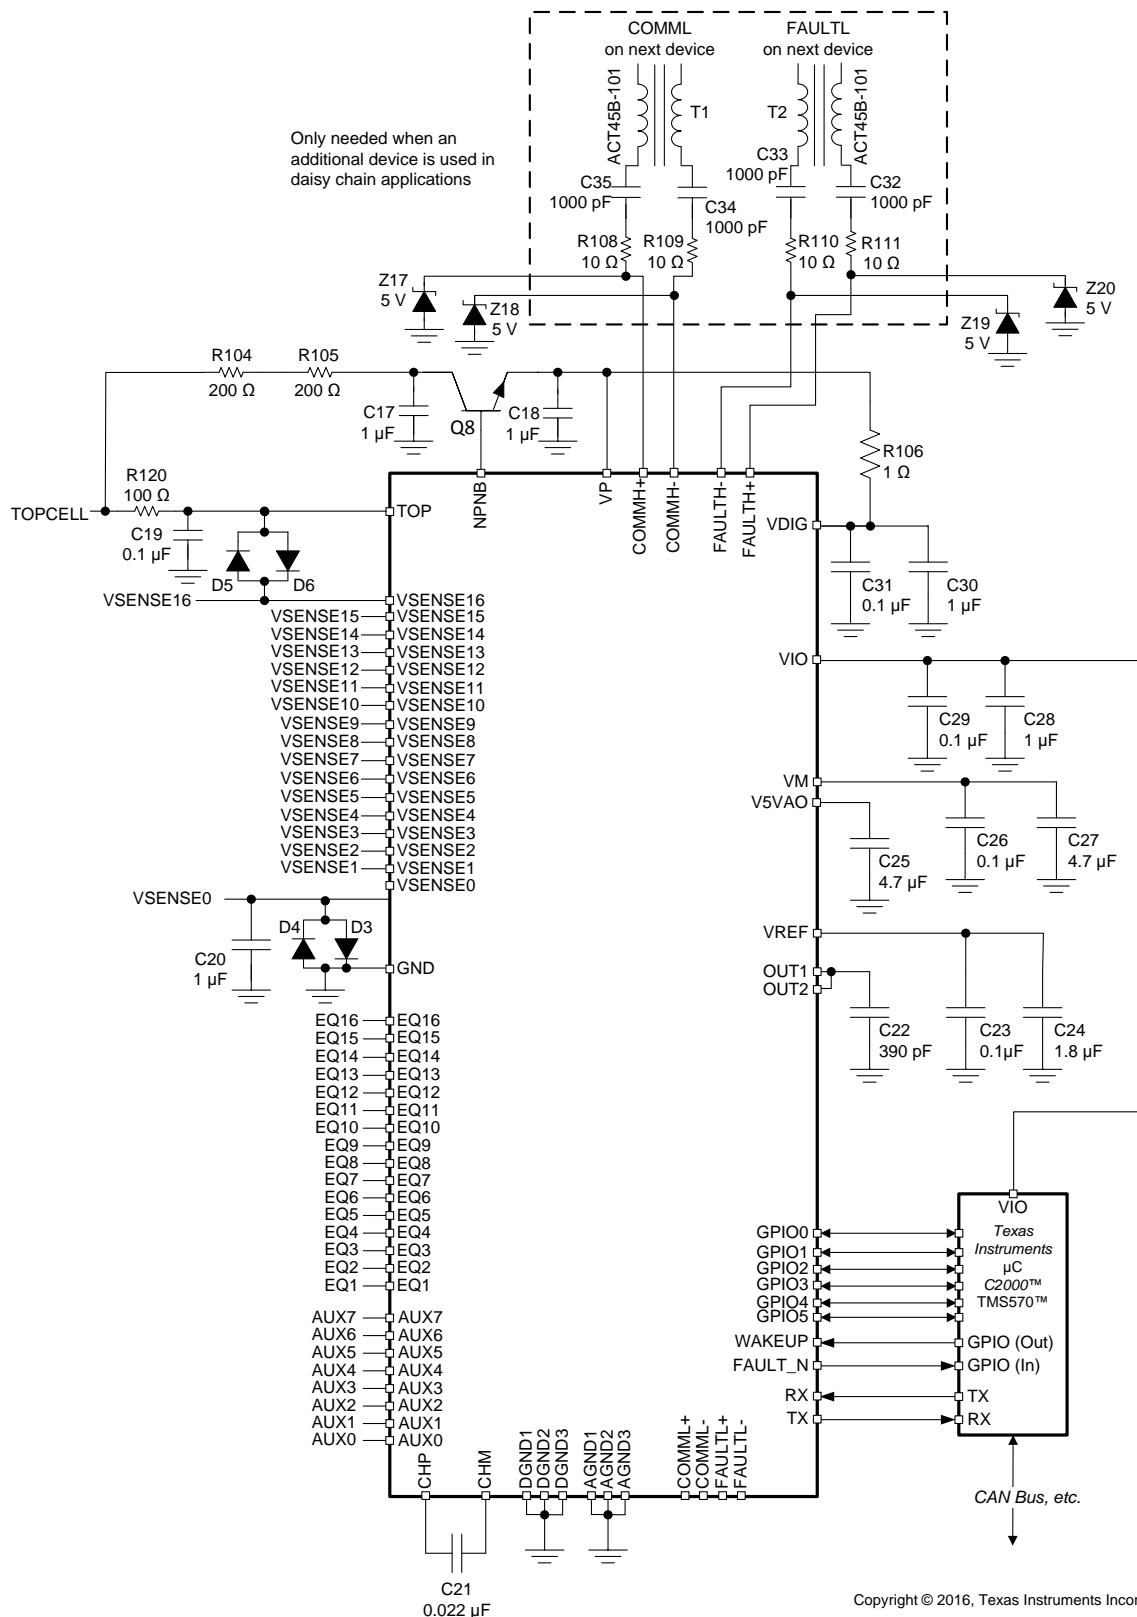 COMML
on next device
FAULTL
on next device
ACT45B-101
T1
T2
ACT45B-101
Only needed when an
additional device is used in
daisy chain applications
C33
1000 pF
C35
1000 pF
C34
1000 pF
C32
1000 pF
R108
10 Ω
R109
10 Ω
R110
10 Ω
R111
10 Ω
Z17
5 V
Z18
5 V
Z19
5 V
Z20
5 V
R104
200 Ω
R105
200 Ω
C17
1 µF
Q8
C18
1 µF
R106
1 Ω
R120
100 Ω
TOPCELL
C19
0.1 µF
TOP
NPNB
VP
COMMH+
COMMH-
FAULTH-
FAULTH+
VDIG
C31
0.1 µF
C30
1 µF
D5
D6
VSENSE16
VSENSE16
VSENSE15
VSENSE15
VSENSE14
VSENSE14
VSENSE13
VSENSE13
VSENSE12
VSENSE12
VSENSE11
VSENSE11
VSENSE10
VSENSE10
VSENSE9
VSENSE9
VSENSE8
VSENSE8
VSENSE7
VSENSE7
VSENSE6
VSENSE6
VSENSE5
VSENSE5
VSENSE4
VSENSE4
VSENSE3
VSENSE3
VSENSE2
VSENSE2
VSENSE1
VSENSE1
VSENSE0
VSENSE0
VIO
C29
0.1 µF
C28
1 µF
VM
V5VAO
C25
4.7 µF
C26
0.1 µF
C27
4.7 µF
D4
D3
C20
1 µF
GND
VREF
OUT1
OUT2
C22
390 pF
C23
0.1µF
C24
1.8 µF
EQ16
EQ16
EQ15
EQ15
EQ14
EQ14
EQ13
EQ13
EQ12
EQ12
EQ11
EQ11
EQ10
EQ10
EQ9
EQ9
EQ8
EQ8
EQ7
EQ7
EQ6
EQ6
EQ5
EQ5
EQ4
EQ4
EQ3
EQ3
EQ2
EQ2
EQ1
EQ1
AUX7
AUX7
AUX6
AUX6
AUX5
AUX5
AUX4
AUX4
AUX3
AUX3
AUX2
AUX2
AUX1
AUX1
AUX0
AUX0
GPIO0
GPIO1
GPIO2
GPIO3
GPIO4
GPIO5
WAKEUP
FAULT_N
RX
TX
VIO
Texas
Instruments
µC
C2000™
TMS570™
GPIO (Out)
GPIO (In)
TX
RX
CAN Bus, etc.
CHP
CHM
DGND1
DGND2
DGND3
AGND1
AGND2
AGND3
COMML+
COMML-
FAULTL+
FAULTL-
C21
0.022 µF
Copyright © 2016, Texas Instruments Incor